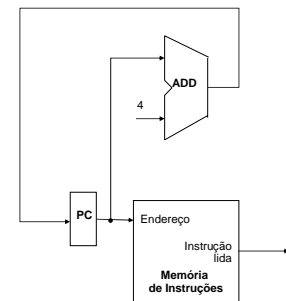 ADD
4
PC
Endereço
Instrução
lida
Memória
de Instruções